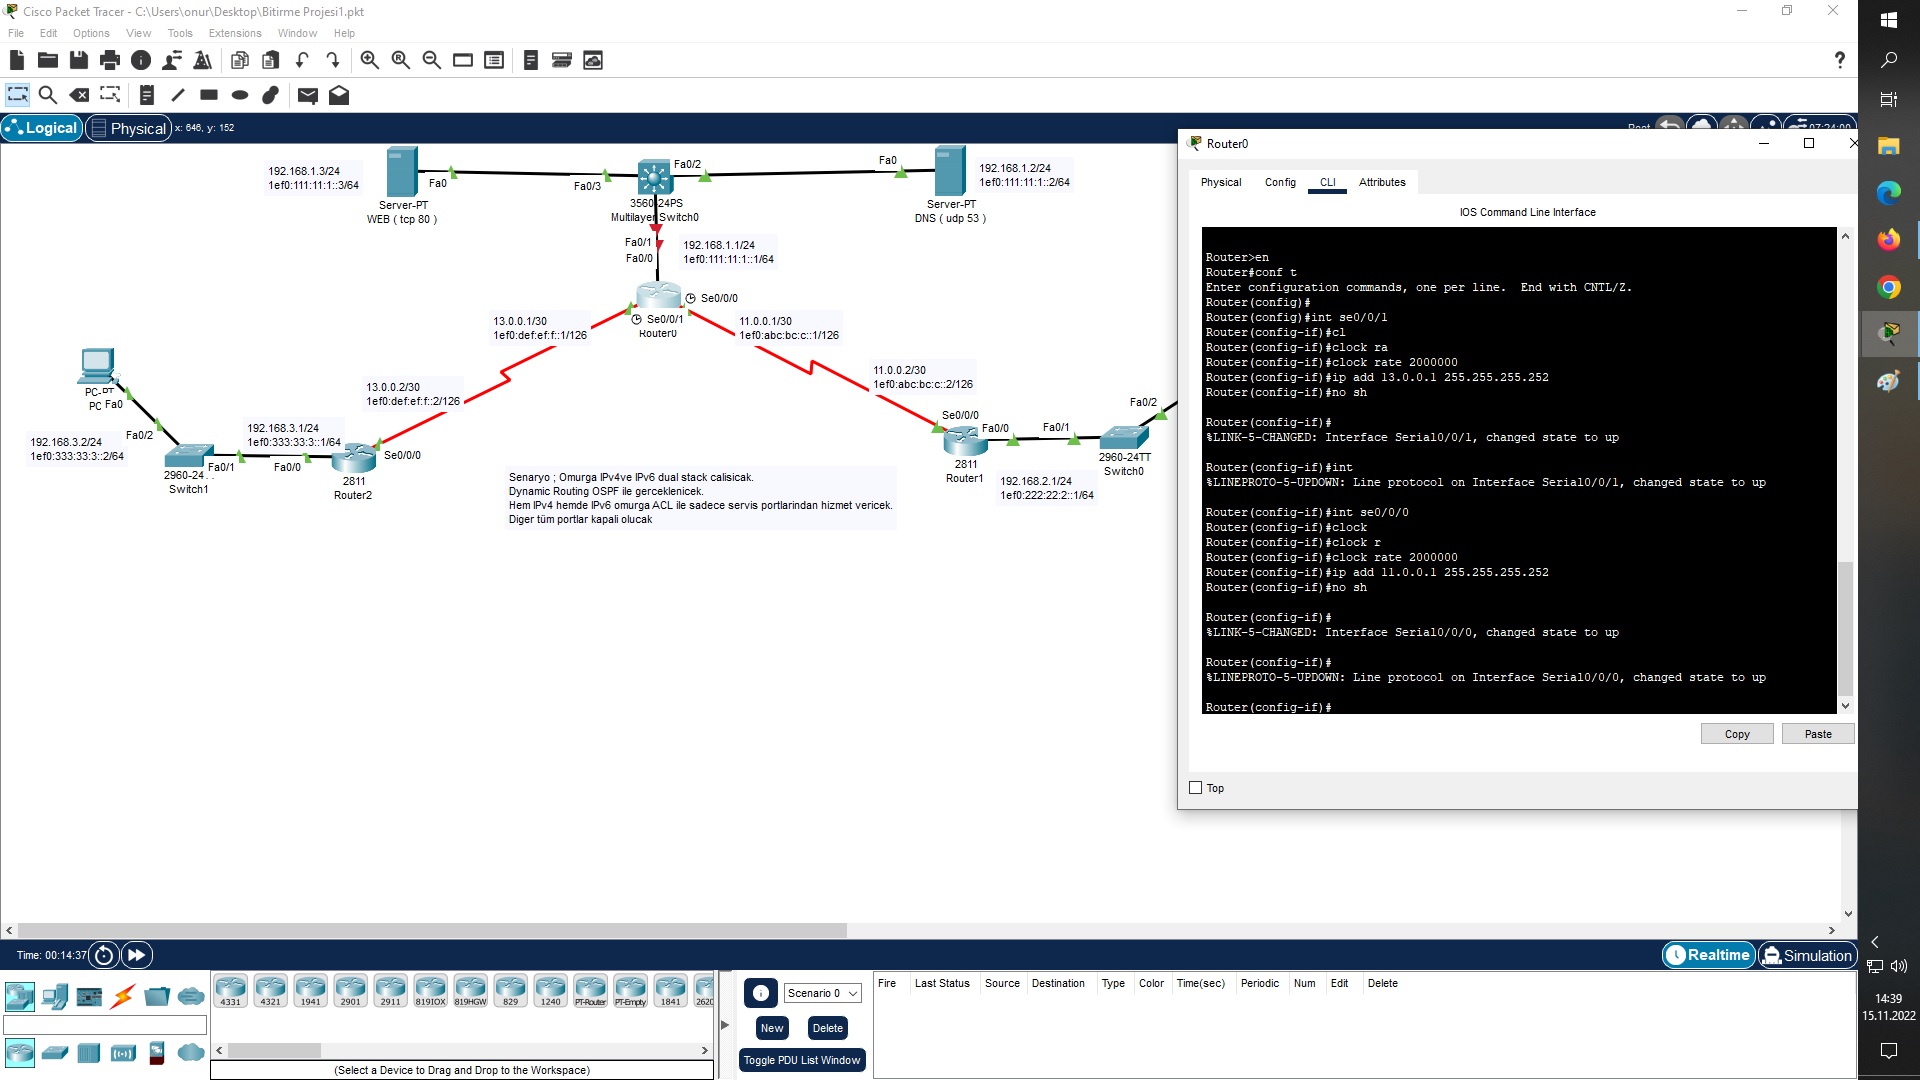 Cisco Packet Tracer - C:\Users\onur\Desktop\Bitirme Projesi1.pkt
File Edit Options View Tools Extensions Window Help
?
Logical Physical x: 646, y: 152
192.168.1.3/24
1ef0:111:11:1::3/64
Fa0
Server-PT
WEB ( tcp 80 )
Fa0/3
Fa0/2
3560-24PS
Multilayer Switch0
Fa0
Server-PT
DNS ( udp 53 )
192.168.1.2/24
1ef0:111:11:1::2/64
Fa0/1
Fa0/0
192.168.1.1/24
1ef0:111:11:1::1/64
Se0/0/0
Se0/0/1
Router0
13.0.0.1/30
1ef0:def:ef:f::1/126
11.0.0.1/30
1ef0:abc:bc:c::1/126
11.0.0.2/30
1ef0:abc:bc:c::2/126
13.0.0.2/30
1ef0:def:ef:f::2/126
PC-PT
PC
Fa0
Fa0/2
192.168.3.2/24
1ef0:333:33:3::2/64
192.168.3.1/24
1ef0:333:33:3::1/64
Fa0/1
Fa0/0
Se0/0/0
Switch1
2811
Router2
Se0/0/0
Fa0/0
Fa0/1
Fa0/2
2811
Router1
2960-24TT
Switch0
192.168.2.1/24
1ef0:222:22:2::1/64
Senaryo ; Omurga IPv4ve IPv6 dual stack calisicak.
Dynamic Routing OSPF ile gerceklenicek.
Hem IPv4 hemde IPv6 omurga ACL ile sadece servis portlarindan hizmet vericek.
Diger tüm portlar kapali olucak
Router0
Physical Config CLI Attributes
IOS Command Line Interface
Router>en
Router#conf t
Enter configuration commands, one per line. End with CNTL/Z.
Router(config)#
Router(config)#int se0/0/1
Router(config-if)#cl
Router(config-if)#clock ra
Router(config-if)#clock rate 2000000
Router(config-if)#ip add 13.0.0.1 255.255.255.252
Router(config-if)#no sh
Router(config-if)#
%LINK-5-CHANGED: Interface Serial0/0/1, changed state to up
Router(config-if)#int
%LINEPROTO-5-UPDOWN: Line protocol on Interface Serial0/0/1, changed state to up
Router(config-if)#int se0/0/0
Router(config-if)#clock
Router(config-if)#clock r
Router(config-if)#clock rate 2000000
Router(config-if)#ip add 11.0.0.1 255.255.255.252
Router(config-if)#no sh
Router(config-if)#
%LINK-5-CHANGED: Interface Serial0/0/0, changed state to up
Router(config-if)#
%LINEPROTO-5-UPDOWN: Line protocol on Interface Serial0/0/0, changed state to up
Router(config-if)#
Copy Paste
Top
Time: 00:14:37
Realtime Simulation
4331 4321 1941 2901 2911 819IOX 819HGW 829 1240 PT-Router PT-Empty 1841
(Select a Device to Drag and Drop to the Workspace)
Scenario 0
New Delete
Toggle PDU List Window
Fire Last Status Source Destination Type Color Time(sec) Periodic Num Edit Delete
14:39
15.11.2022